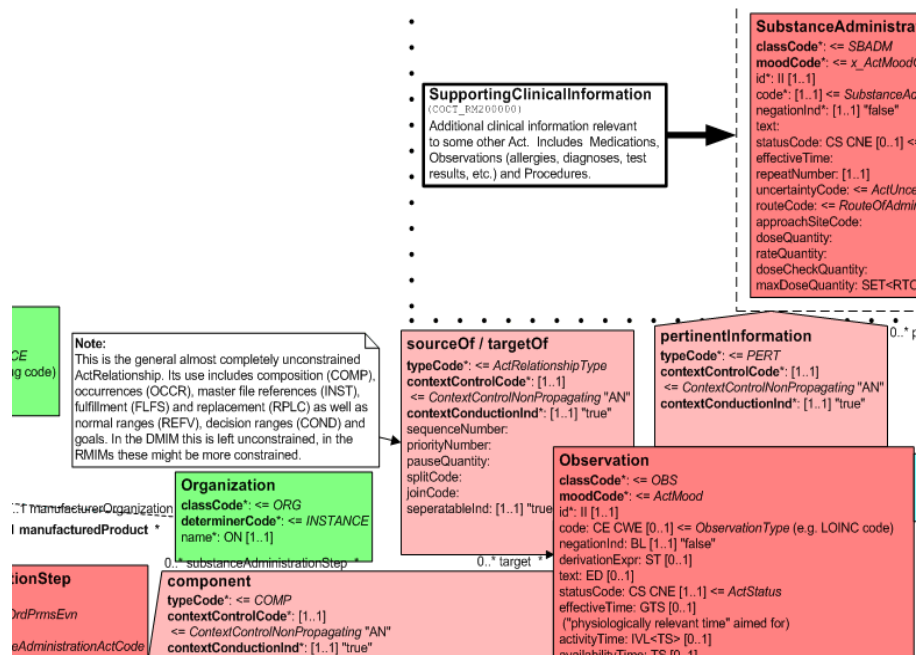 SubstanceAdministra
classCode*: <= SBADM
moodCode*: <= x_ActMood
id*: II [1..1]
code*: [1..1] <= SubstanceAd
negationInd*: [1..1] "false"
text:
statusCode: CS CNE [0..1] <=
effectiveTime:
repeatNumber: [1..1]
uncertaintyCode: <= ActUnce
routeCode: <= RouteOfAdmin
approachSiteCode:
doseQuantity:
rateQuantity:
doseCheckQuantity:
maxDoseQuantity: SET<RTO
SupportingClinicalInformation
(COCT_RM200000)
Additional clinical information relevant
to some other Act. Includes Medications,
Observations (allergies, diagnoses, test
results, etc.) and Procedures.
CE
g code)
Note:
This is the general almost completely unconstrained
ActRelationship. Its use includes composition (COMP),
occurrences (OCCR), master file references (INST),
fulfillment (FLFS) and replacement (RPLC) as well as
normal ranges (REFV), decision ranges (COND) and
goals. In the DMIM this is left unconstrained, in the
RMIMs these might be more constrained.
sourceOf / targetOf
typeCode*: <= ActRelationshipType
contextControlCode*: [1..1]
<= ContextControlNonPropagating "AN"
contextConductionInd*: [1..1] "true"
sequenceNumber:
priorityNumber:
pauseQuantity:
splitCode:
joinCode:
seperatableInd: [1..1] "true
0..* target *
0..* p
pertinentInformation
typeCode*: <= PERT
contextControlCode*: [1..1]
<= ContextControlNonPropagating "AN"
contextConductionInd*: [1..1] "true"
Organization
classCode*: <= ORG
determinerCode*: <= INSTANCE
name*: ON [1..1]
..1 manufacturerOrganization
manufacturedProduct *
0..* substanceAdministrationStep *
Observation
classCode*: <= OBS
moodCode*: <= ActMood
id*: II [1..1]
code: CE CWE [0..1] <= ObservationType (e.g. LOINC code)
negationInd: BL [1..1] "false"
derivationExpr: ST [0..1]
text: ED [0..1]
statusCode: CS CNE [1..1] <= ActStatus
effectiveTime: GTS [0..1]
("physiologically relevant time" aimed for)
activityTime: IVL<TS> [0..1]
availabilityTime: TS [0..1]
ionStep
OrdPrmsEvn
eAdministrationActCode
component
typeCode*: <= COMP
contextControlCode*: [1..1]
<= ContextControlNonPropagating "AN"
contextConductionInd*: [1..1] "true"